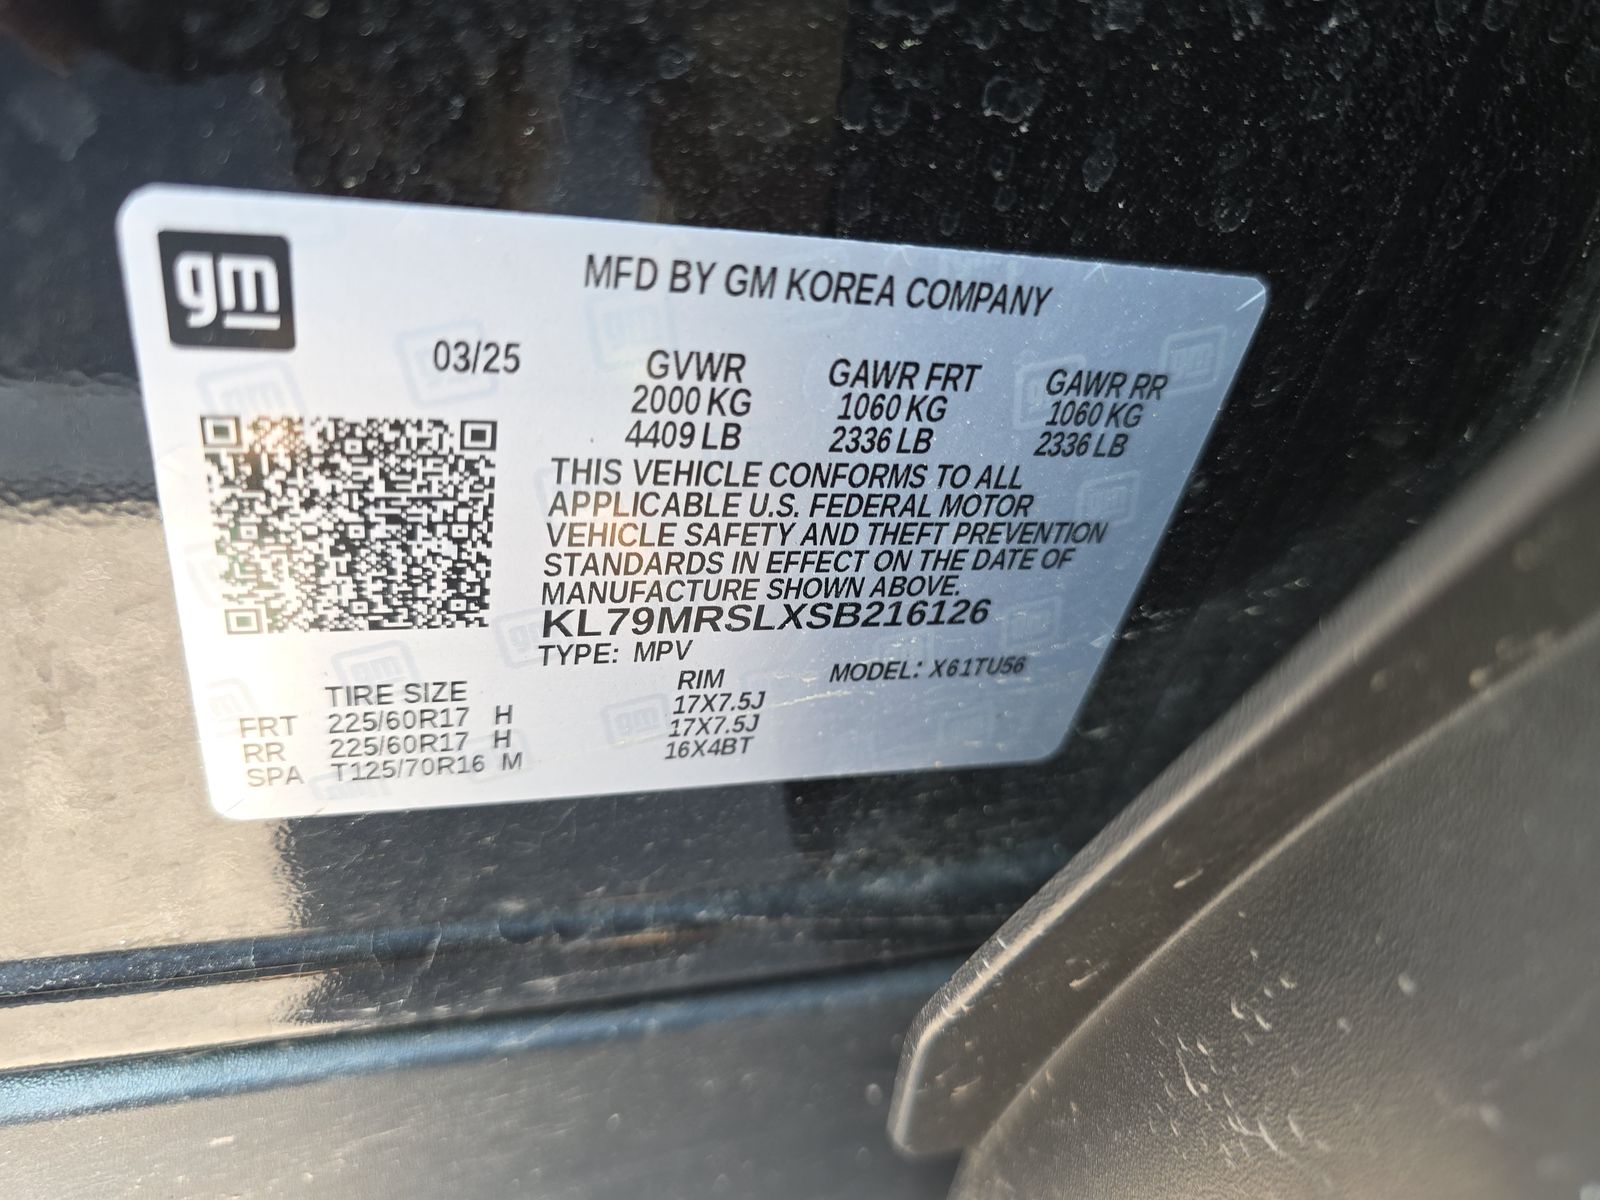 gm
MFD BY GM KOREA COMPANY
03/25
GVWR GAWR FRT GAWR RR
2000 KG 1060 KG 1060 KG
4409 LB 2336 LB 2336 LB
THIS VEHICLE CONFORMS TO ALL
APPLICABLE U.S. FEDERAL MOTOR
VEHICLE SAFETY AND THEFT PREVENTION
STANDARDS IN EFFECT ON THE DATE OF
MANUFACTURE SHOWN ABOVE.
KL79MRSLXSB216126
TYPE: MPV MODEL: X61TU56
TIRE SIZE RIM
FRT 225/60R17 H 17X7.5J
RR 225/60R17 H 17X7.5J
SPA T125/70R16 M 16X4BT